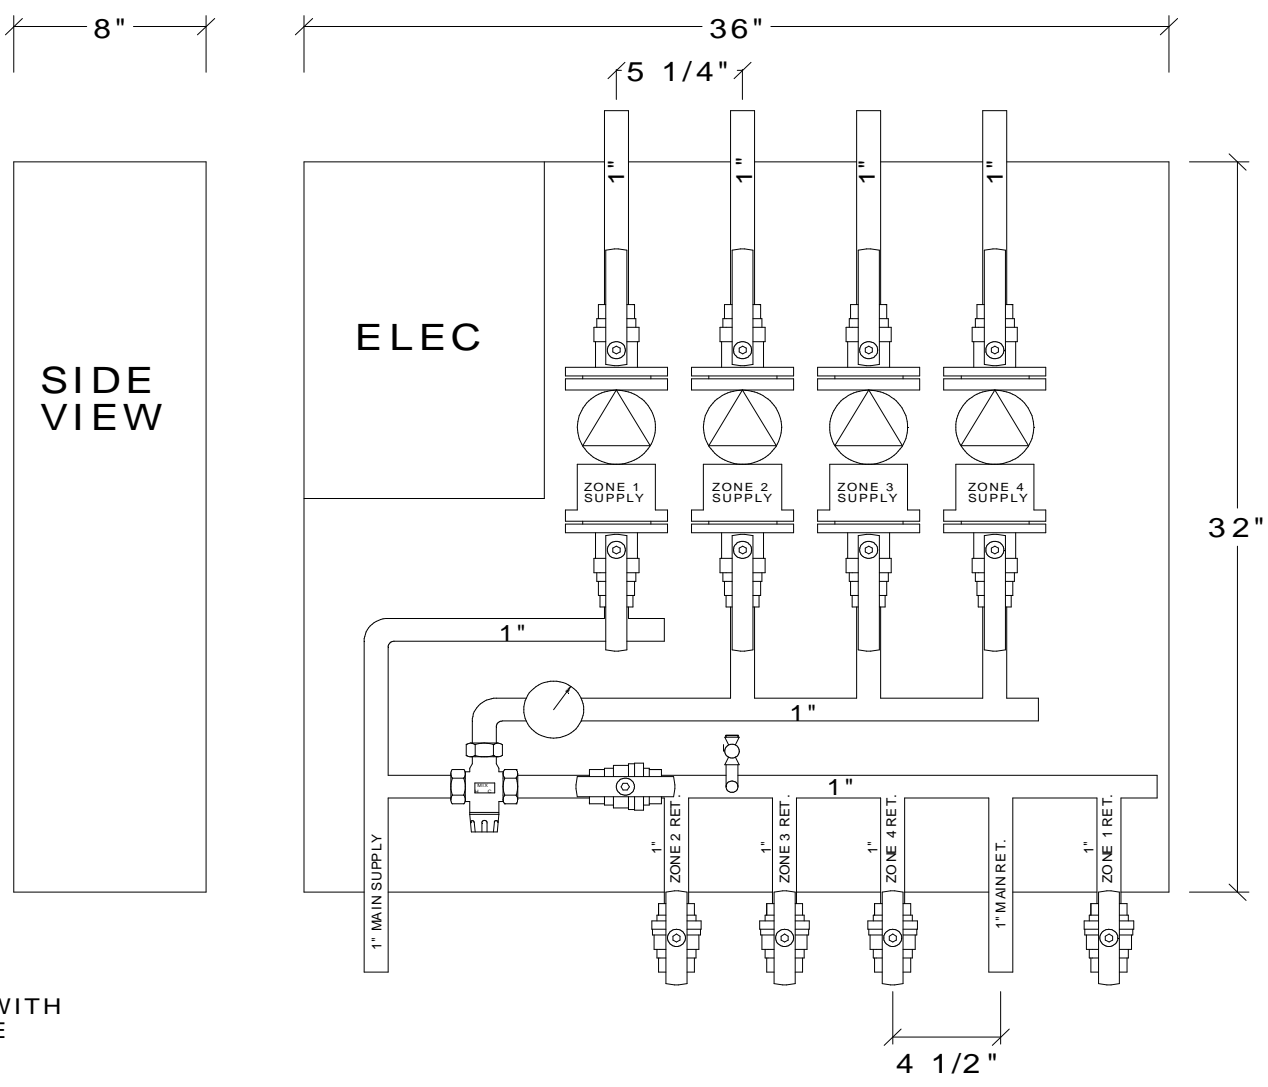 8"
36"
5 1/4"
1"
1"
1"
1"
ELEC
SIDE
VIEW
ZONE 1
SUPPLY
ZONE 2
SUPPLY
ZONE 3
SUPPLY
ZONE 4
SUPPLY
32"
1"
1"
1"
MIX
1" MAIN SUPPLY
1"
ZONE 2 RET.
1"
ZONE 3 RET.
1"
ZONE 4 RET.
1" MAIN RET.
1"
ZONE 1 RET.
WITH
E
4 1/2"